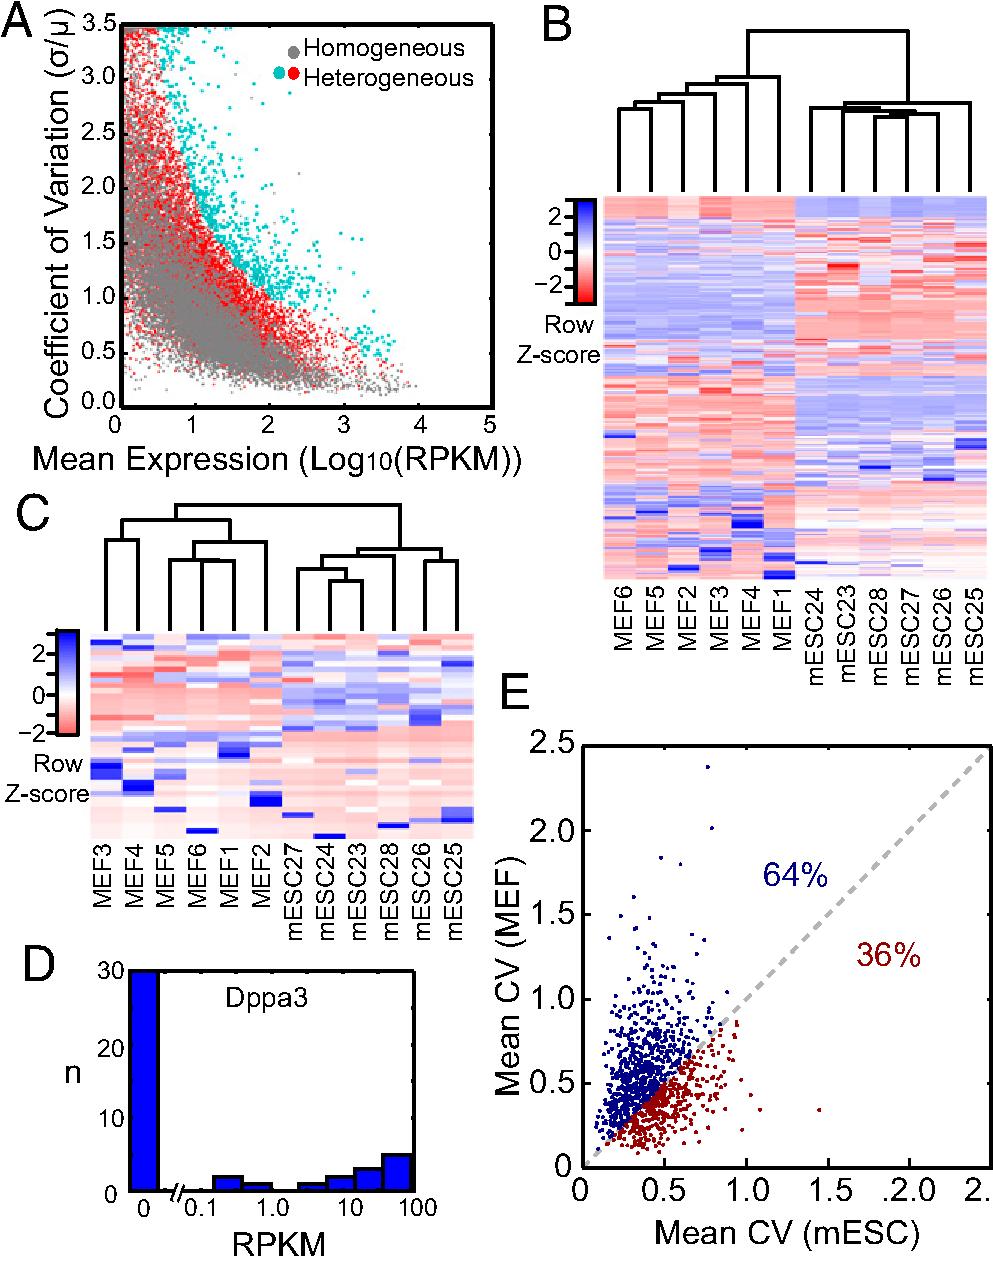 A
Coefficient of Variation (σ/μ)
3.5
3.0
2.5
2.0
1.5
1.0
0.5
0.0
Homogeneous
Heterogeneous
0 1 2 3 4 5
Mean Expression (Log10(RPKM))
B
2
0
−2
Row
Z-score
MEF6 MEF5 MEF2 MEF3 MEF4 MEF1 mESC24 mESC23 mESC28 mESC27 mESC26 mESC25
C
2
0
−2
Row
Z-score
MEF3 MEF4 MEF5 MEF6 MEF1 MEF2 mESC27 mESC24 mESC23 mESC28 mESC26 mESC25
D
Dppa3
30
20
n
10
0
0 0.1 1.0 10 100
RPKM
E
Mean CV (MEF)
2.5
2.0
1.5
1.0
0.5
0
64%
36%
0 0.5 1.0 1.5 .2.0 2.
Mean CV (mESC)